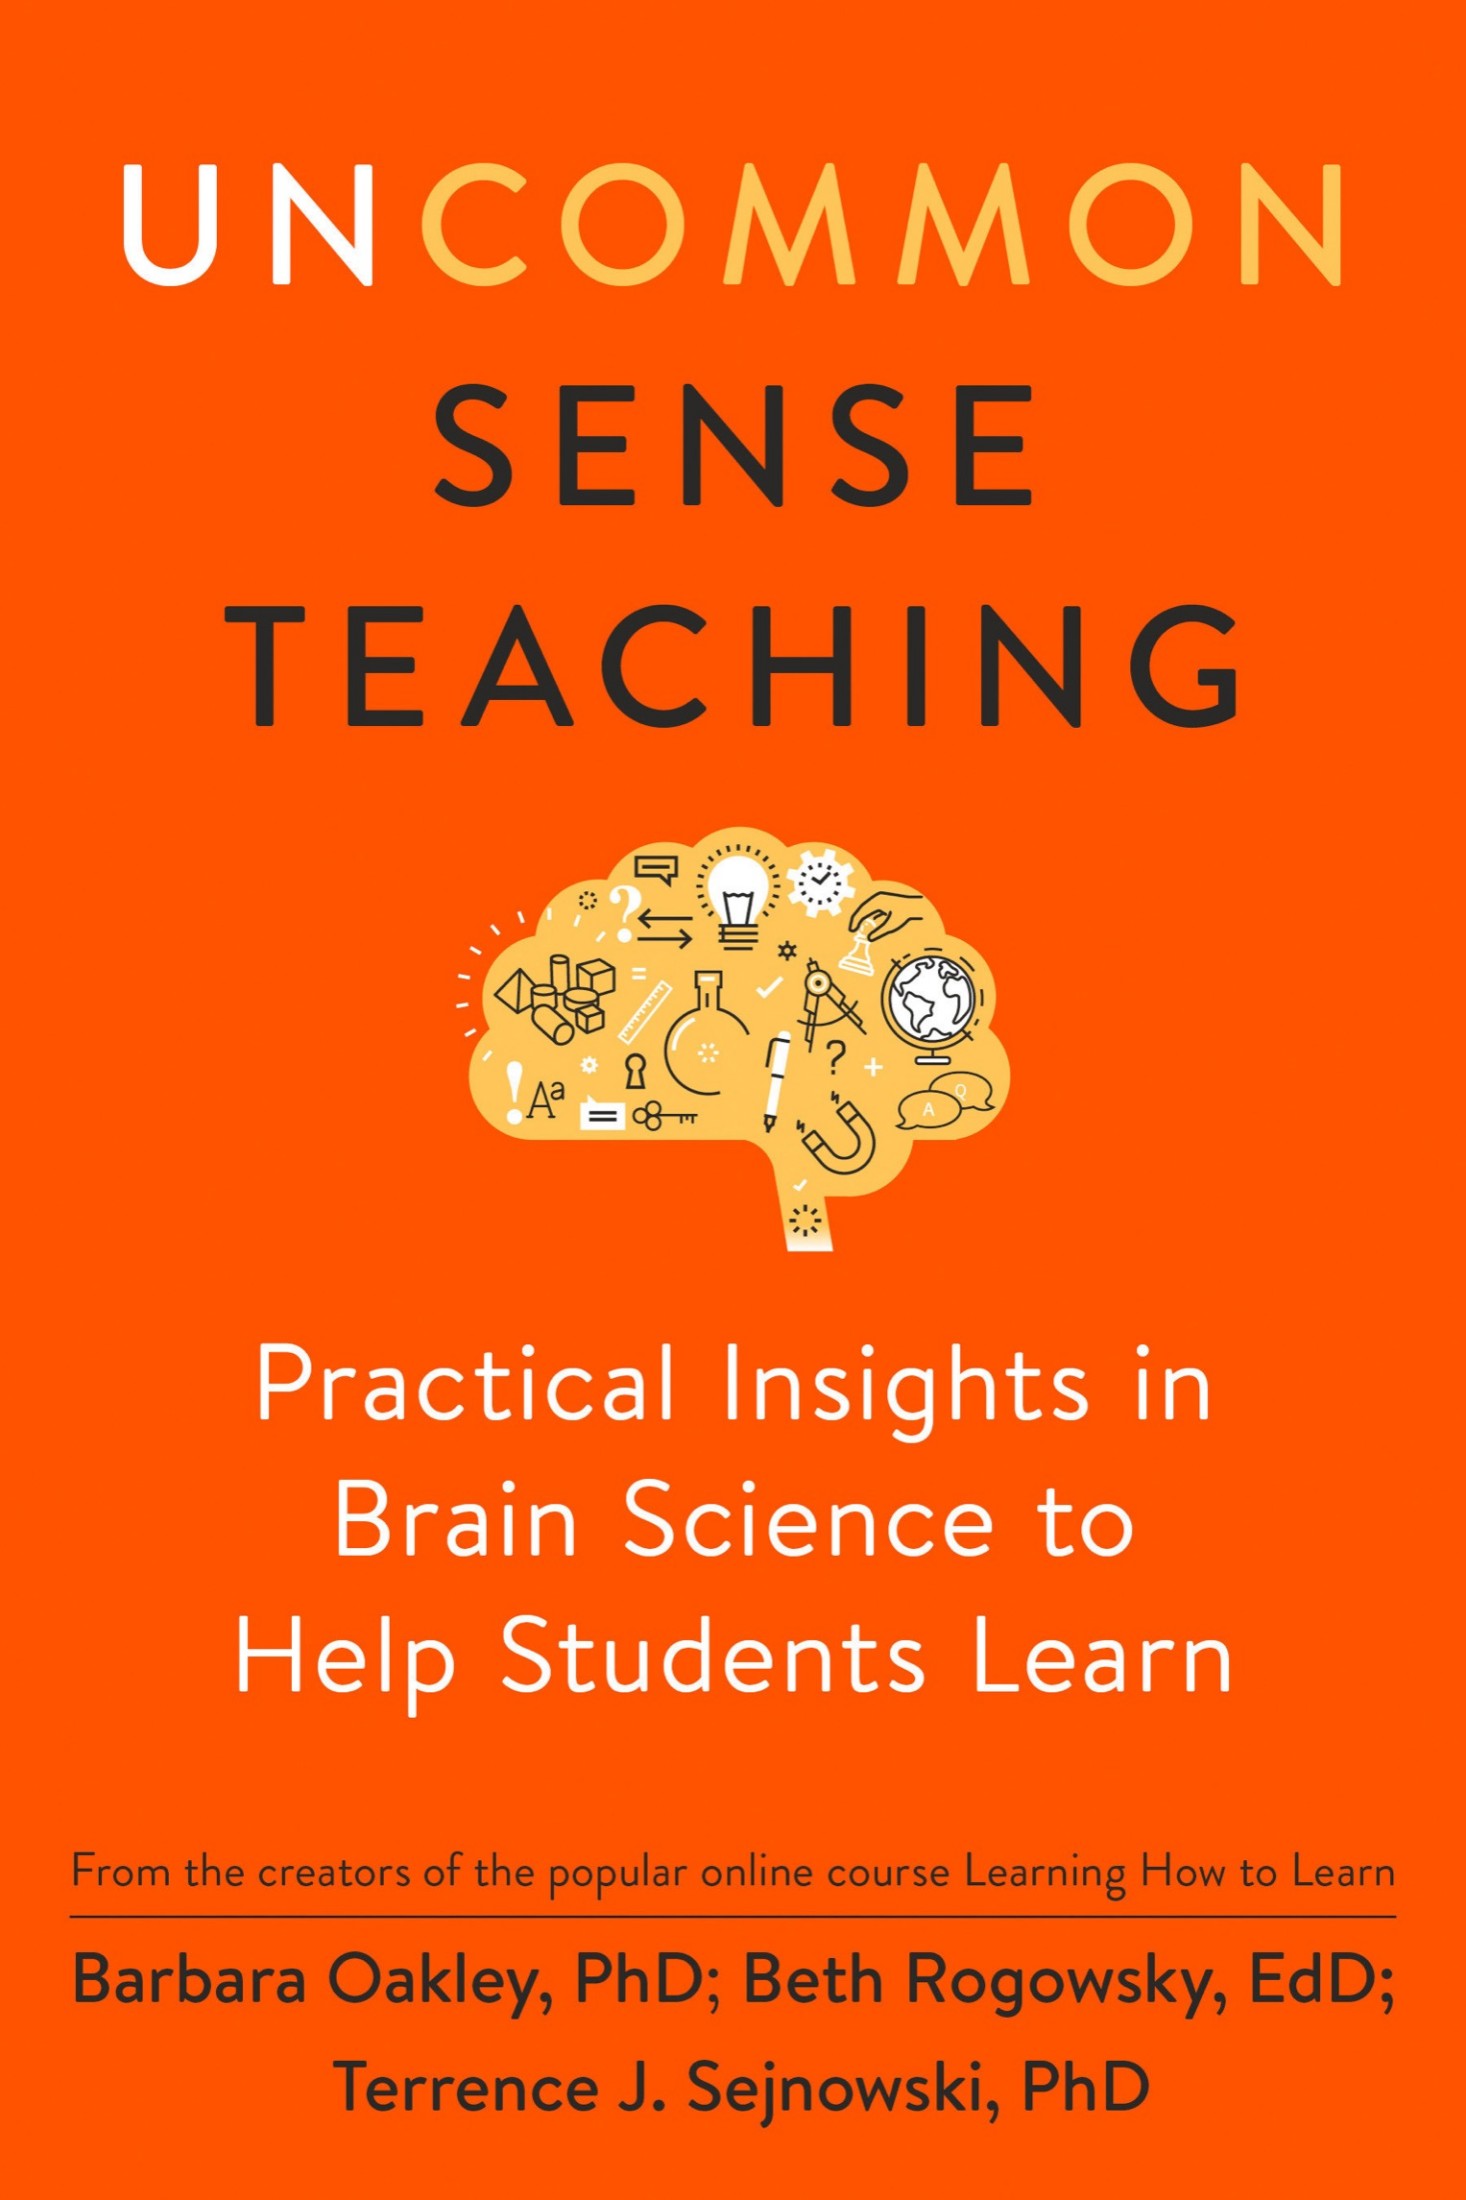 UNCOMMON
SENSE
TEACHING
?
=
!
Aa
?
+
Q
A
Practical Insights in
Brain Science to
Help Students Learn
From the creators of the popular online course Learning How to Learn
Barbara Oakley, PhD; Beth Rogowsky, EdD;
Terrence J. Sejnowski, PhD